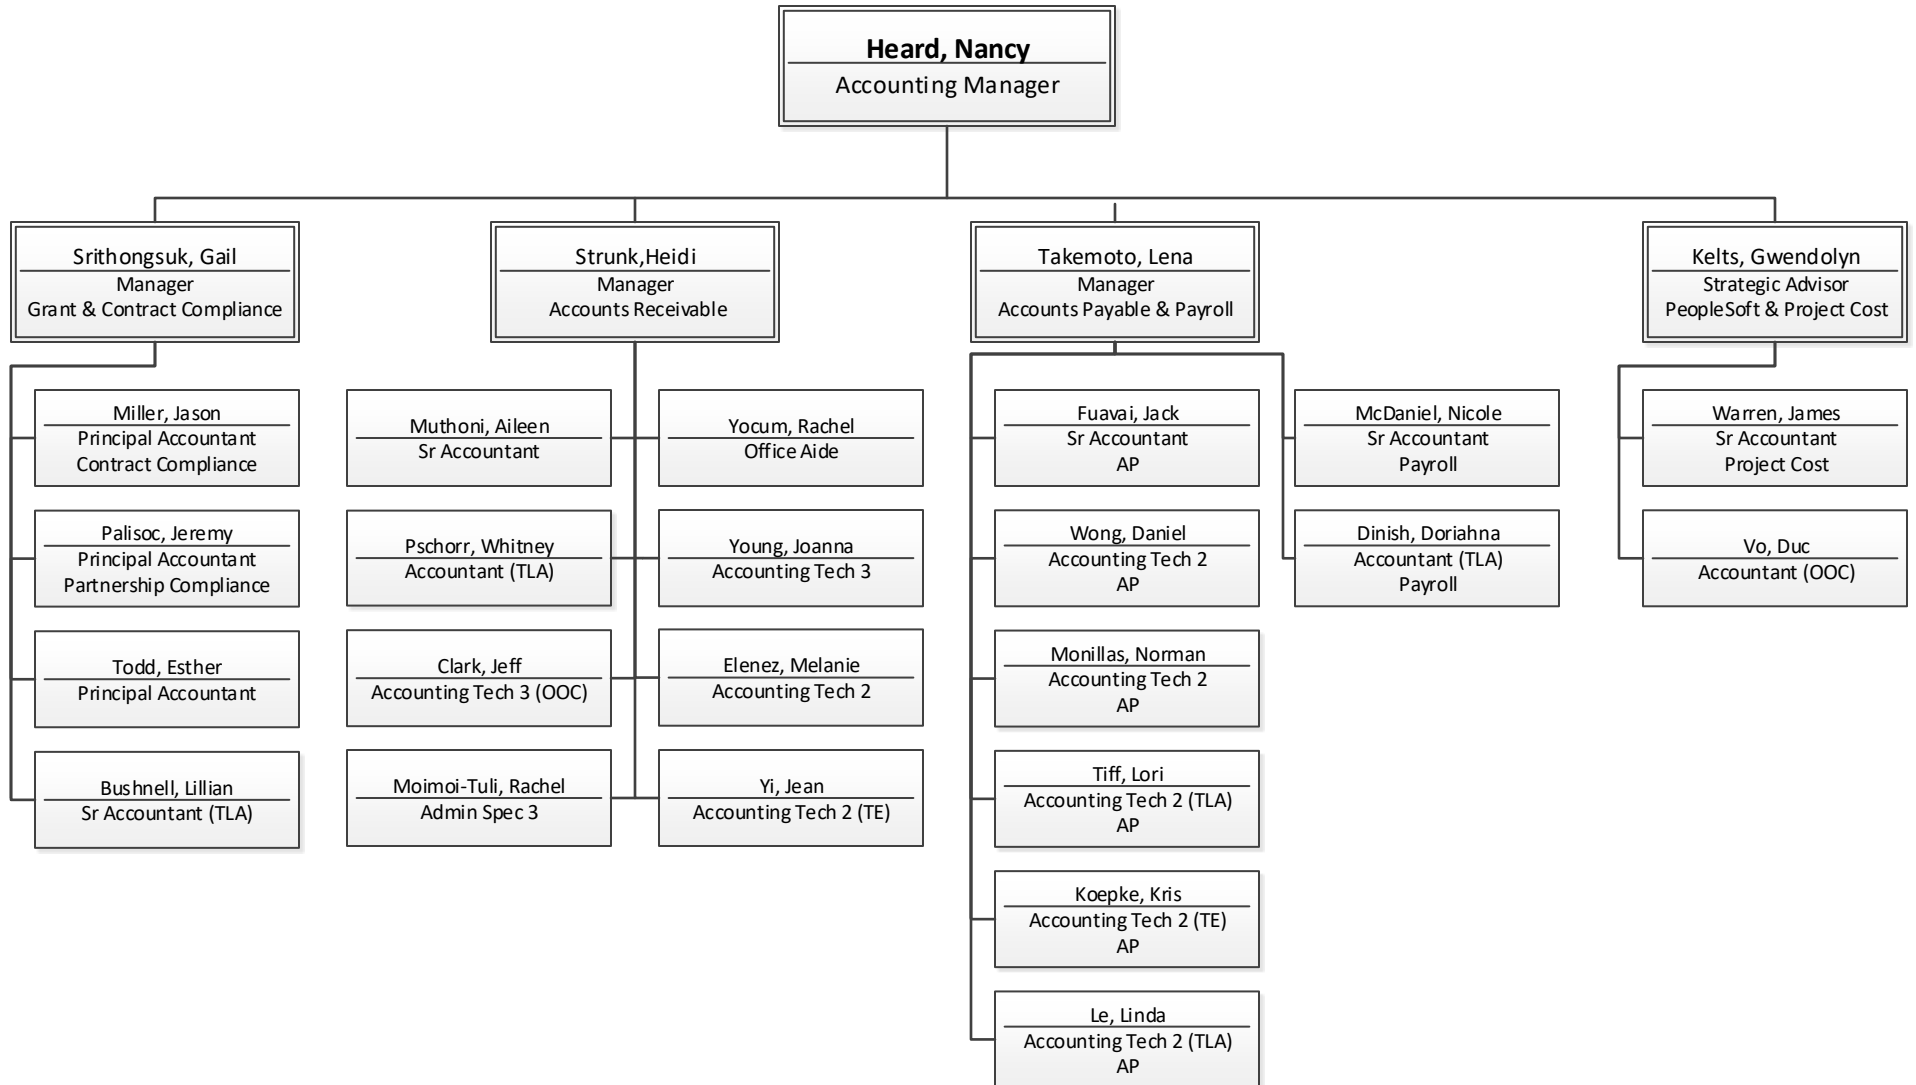 Heard, Nancy
Accounting Manager
Srithongsuk, Gail
Manager
Grant & Contract Compliance
Strunk,Heidi
Manager
Accounts Receivable
Takemoto, Lena
Manager
Accounts Payable & Payroll
Kelts, Gwendolyn
Strategic Advisor
PeopleSoft & Project Cost
Miller, Jason
Principal Accountant
Contract Compliance
Palisoc, Jeremy
Principal Accountant
Partnership Compliance
Todd, Esther
Principal Accountant
Bushnell, Lillian
Sr Accountant (TLA)
Muthoni, Aileen
Sr Accountant
Pschorr, Whitney
Accountant (TLA)
Clark, Jeff
Accounting Tech 3 (OOC)
Moimoi-Tuli, Rachel
Admin Spec 3
Yocum, Rachel
Office Aide
Young, Joanna
Accounting Tech 3
Elenez, Melanie
Accounting Tech 2
Yi, Jean
Accounting Tech 2 (TE)
Fuavai, Jack
Sr Accountant
AP
Wong, Daniel
Accounting Tech 2
AP
Monillas, Norman
Accounting Tech 2
AP
Tiff, Lori
Accounting Tech 2 (TLA)
AP
Koepke, Kris
Accounting Tech 2 (TE)
AP
Le, Linda
Accounting Tech 2 (TLA)
AP
McDaniel, Nicole
Sr Accountant
Payroll
Dinish, Doriahna
Accountant (TLA)
Payroll
Warren, James
Sr Accountant
Project Cost
Vo, Duc
Accountant (OOC)